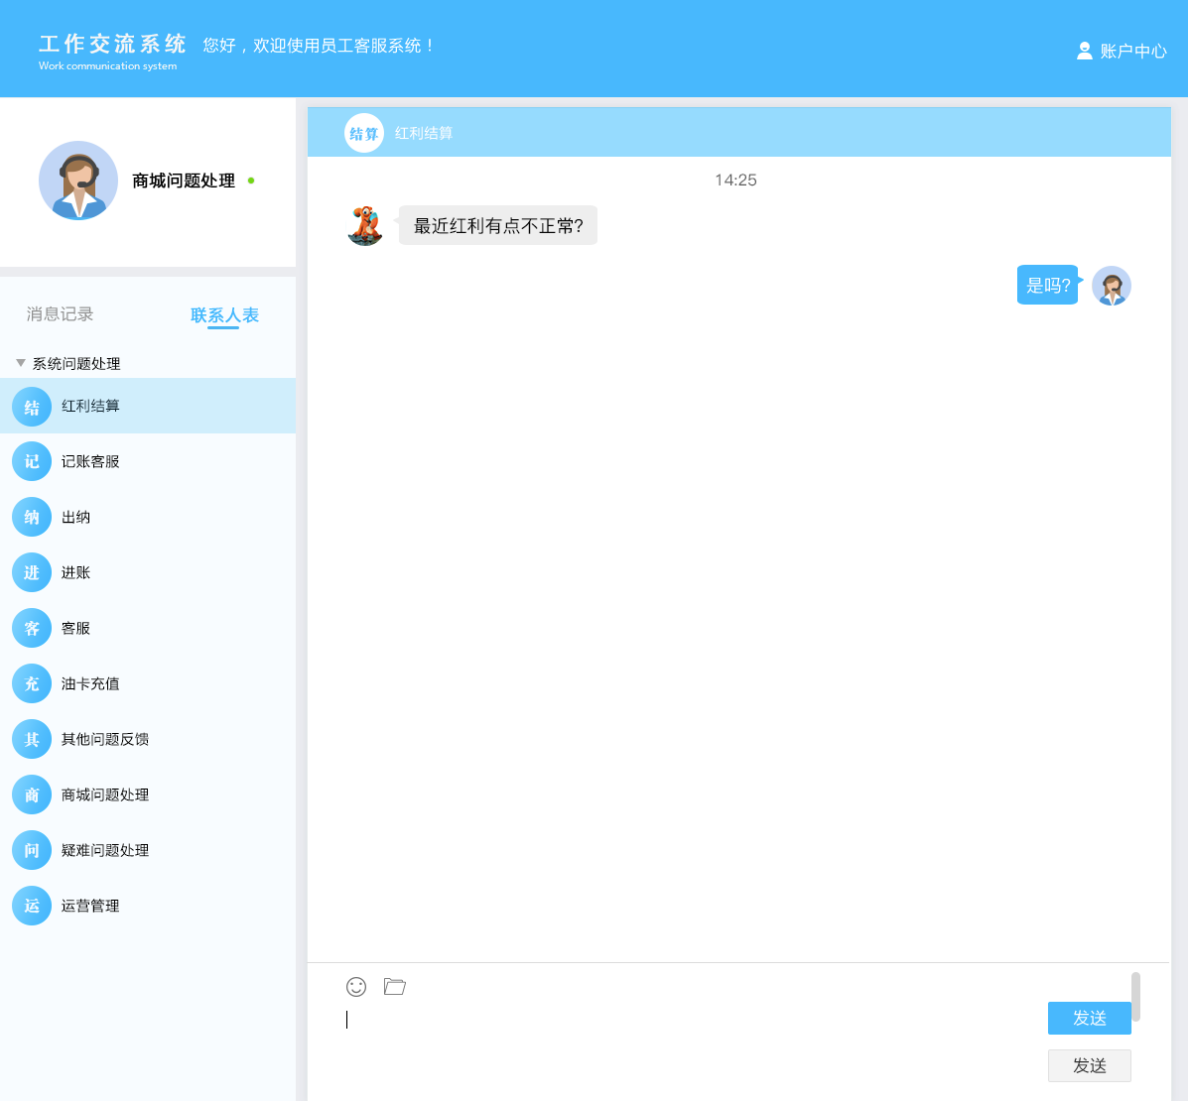 工作交流系统 您好，欢迎使用员工客服系统！
Work communication system
账户中心
商城问题处理
消息记录 联系人表
系统问题处理
结 红利结算
记 记账客服
纳 出纳
进 进账
客 客服
充 油卡充值
其 其他问题反馈
商 商城问题处理
问 疑难问题处理
运 运营管理
结算 红利结算
14:25
最近红利有点不正常?
是吗?
发送
发送